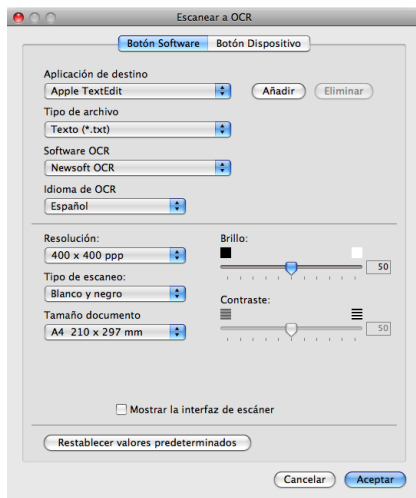 Escanear a OCR
Botón Software Botón Dispositivo
Aplicación de destino
Apple TextEdit Añadir Eliminar
Tipo de archivo
Texto (*.txt)
Software OCR
Newsoft OCR
Idioma de OCR
Español
Resolución: Brillo:
400 x 400 ppp
50
Tipo de escaneo:
Blanco y negro Contraste:
Tamaño documento
A4 210 x 297 mm 50
Mostrar la interfaz de escáner
Restablecer valores predeterminados
Cancelar Aceptar